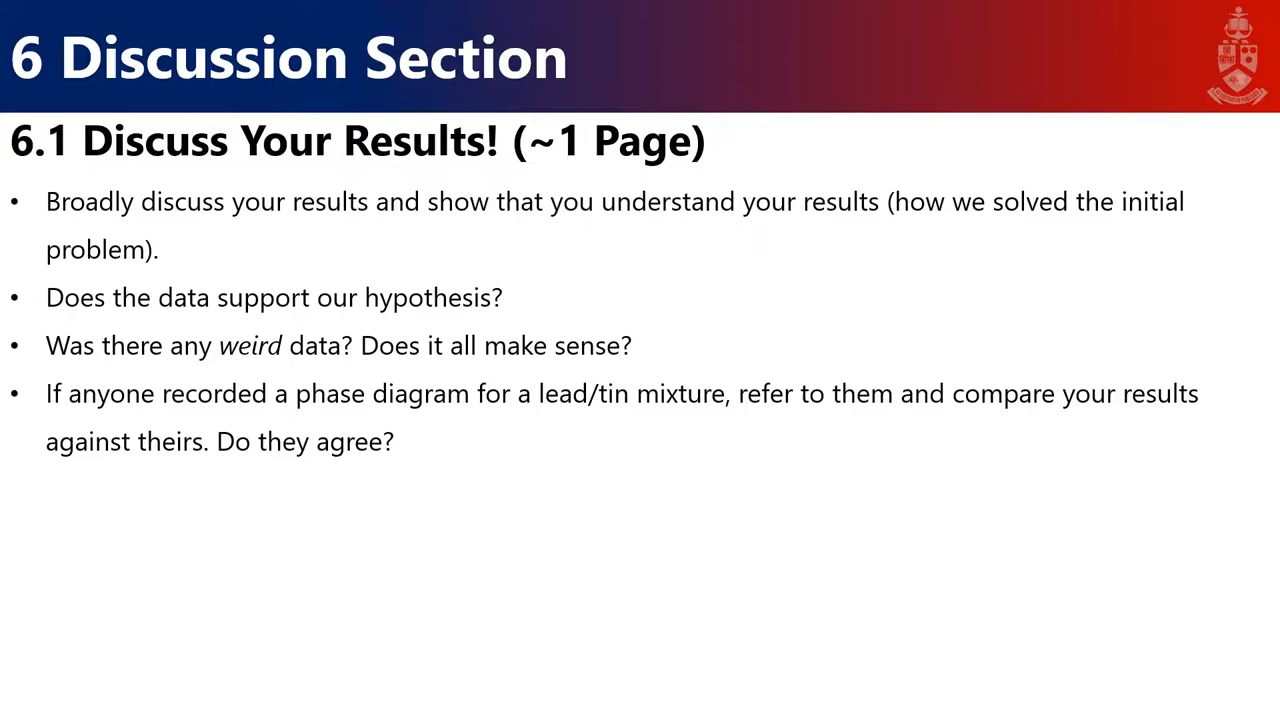 6 Discussion Section
6.1 Discuss Your Results! (~1 Page)
• Broadly discuss your results and show that you understand your results (how we solved the initial
problem).
• Does the data support our hypothesis?
• Was there any weird data? Does it all make sense?
• If anyone recorded a phase diagram for a lead/tin mixture, refer to them and compare your results
against theirs. Do they agree?